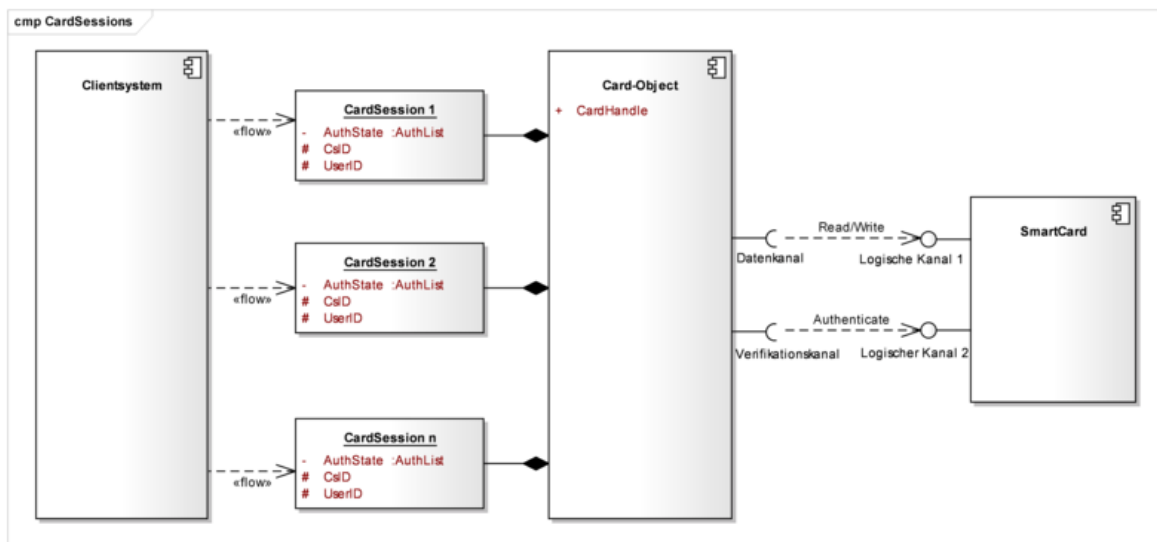 cmp CardSessions
Clientsystem
«flow»
CardSession 1
- AuthState :AuthList
# CsID
# UserID
«flow»
CardSession 2
- AuthState :AuthList
# CsID
# UserID
«flow»
CardSession n
- AuthState :AuthList
# CsID
# UserID
Card-Object
+ CardHandle
Read/Write
Datenkanal
Logische Kanal 1
Authenticate
Verifikationskanal
Logischer Kanal 2
SmartCard